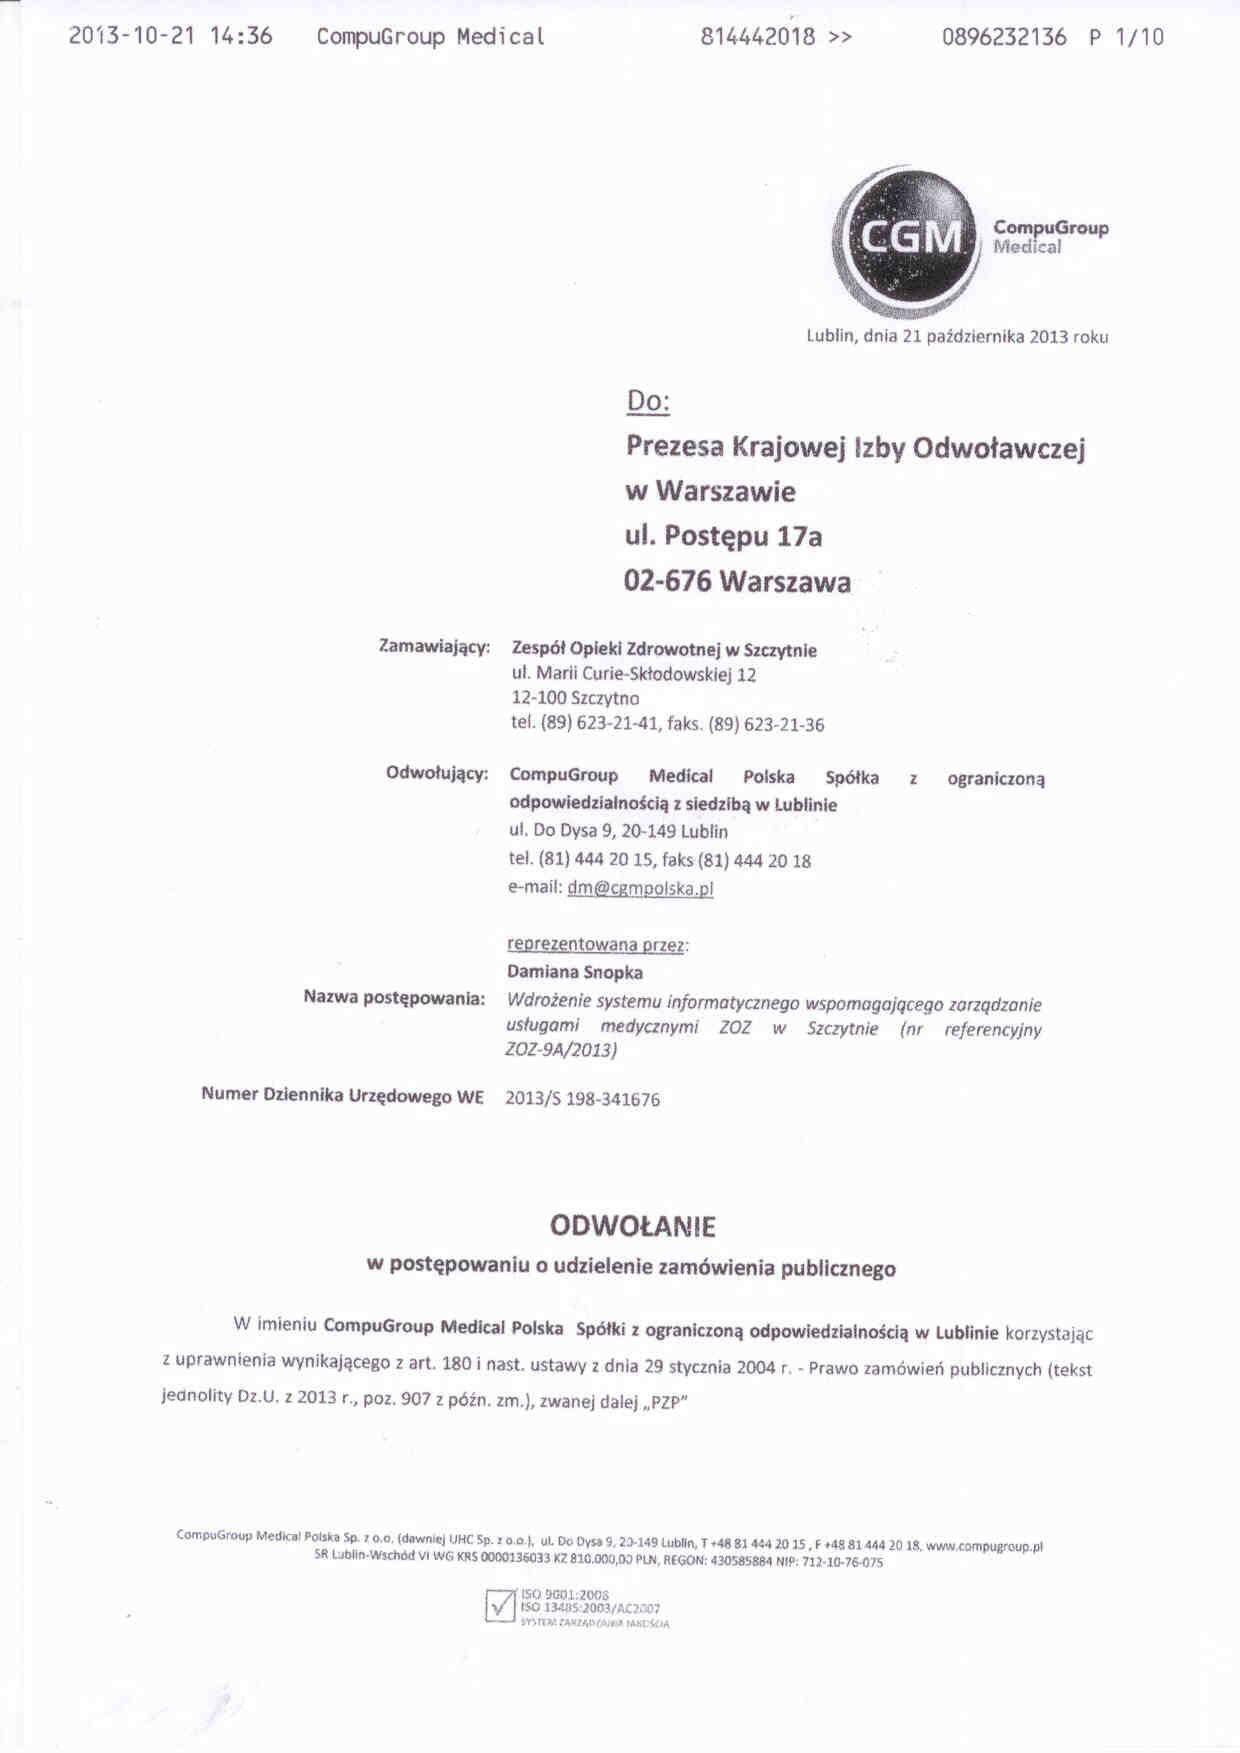 2013-10-21 14:36 CompuGroup Medical 814442018 >> 0896232136 P 1/10
CGM
CompuGroup
Medical
Lublin, dnia 21 października 2013 roku
Do:
Prezesa Krajowej Izby Odwoławczej
w Warszawie
ul. Postępu 17a
02-676 Warszawa
Zamawiający: Zespół Opieki Zdrowotnej w Szczytnie
ul. Marii Curie-Skłodowskiej 12
12-100 Szczytno
tel. (89) 623-21-41, faks. (89) 623-21-36
Odwołujący: CompuGroup Medical Polska Spółka z ograniczoną
odpowiedzialnością z siedzibą w Lublinie
ul. Do Dysa 9, 20-149 Lublin
tel. (81) 444 20 15, faks (81) 444 20 18
e-mail: dm@cgmpolska.pl
reprezentowana przez:
Damiana Snopka
Nazwa postępowania: Wdrożenie systemu informatycznego wspomagającego zarządzanie
usługami medycznymi ZOZ w Szczytnie (nr referencyjny
ZOZ-9A/2013)
Numer Dziennika Urzędowego WE 2013/S 198-341676
ODWOŁANIE
w postępowaniu o udzielenie zamówienia publicznego
W imieniu CompuGroup Medical Polska Spółki z ograniczoną odpowiedzialnością w Lublinie korzystając
z uprawnienia wynikającego z art. 180 i nast. ustawy z dnia 29 stycznia 2004 r. - Prawo zamówień publicznych (tekst
jednolity Dz.U. z 2013 r., poz. 907 z późn. zm.), zwanej dalej „PZP"
CompuGroup Medical Polska Sp. z o.o. (dawniej UHC Sp. z o.o.), ul. Do Dysa 9, 20-149 Lublin, T +48 81 444 20 15, F +48 81 444 20 18, www.compugroup.pl
SR Lublin-Wschód VI WG KRS 0000136033 KZ 810.000,00 PLN, REGON: 430585884 NIP: 712-10-76-075
ISO 9001:2008
ISO 13485:2003/AC2007
SYSTEM ZARZĄDZANIA JAKOŚCIĄ